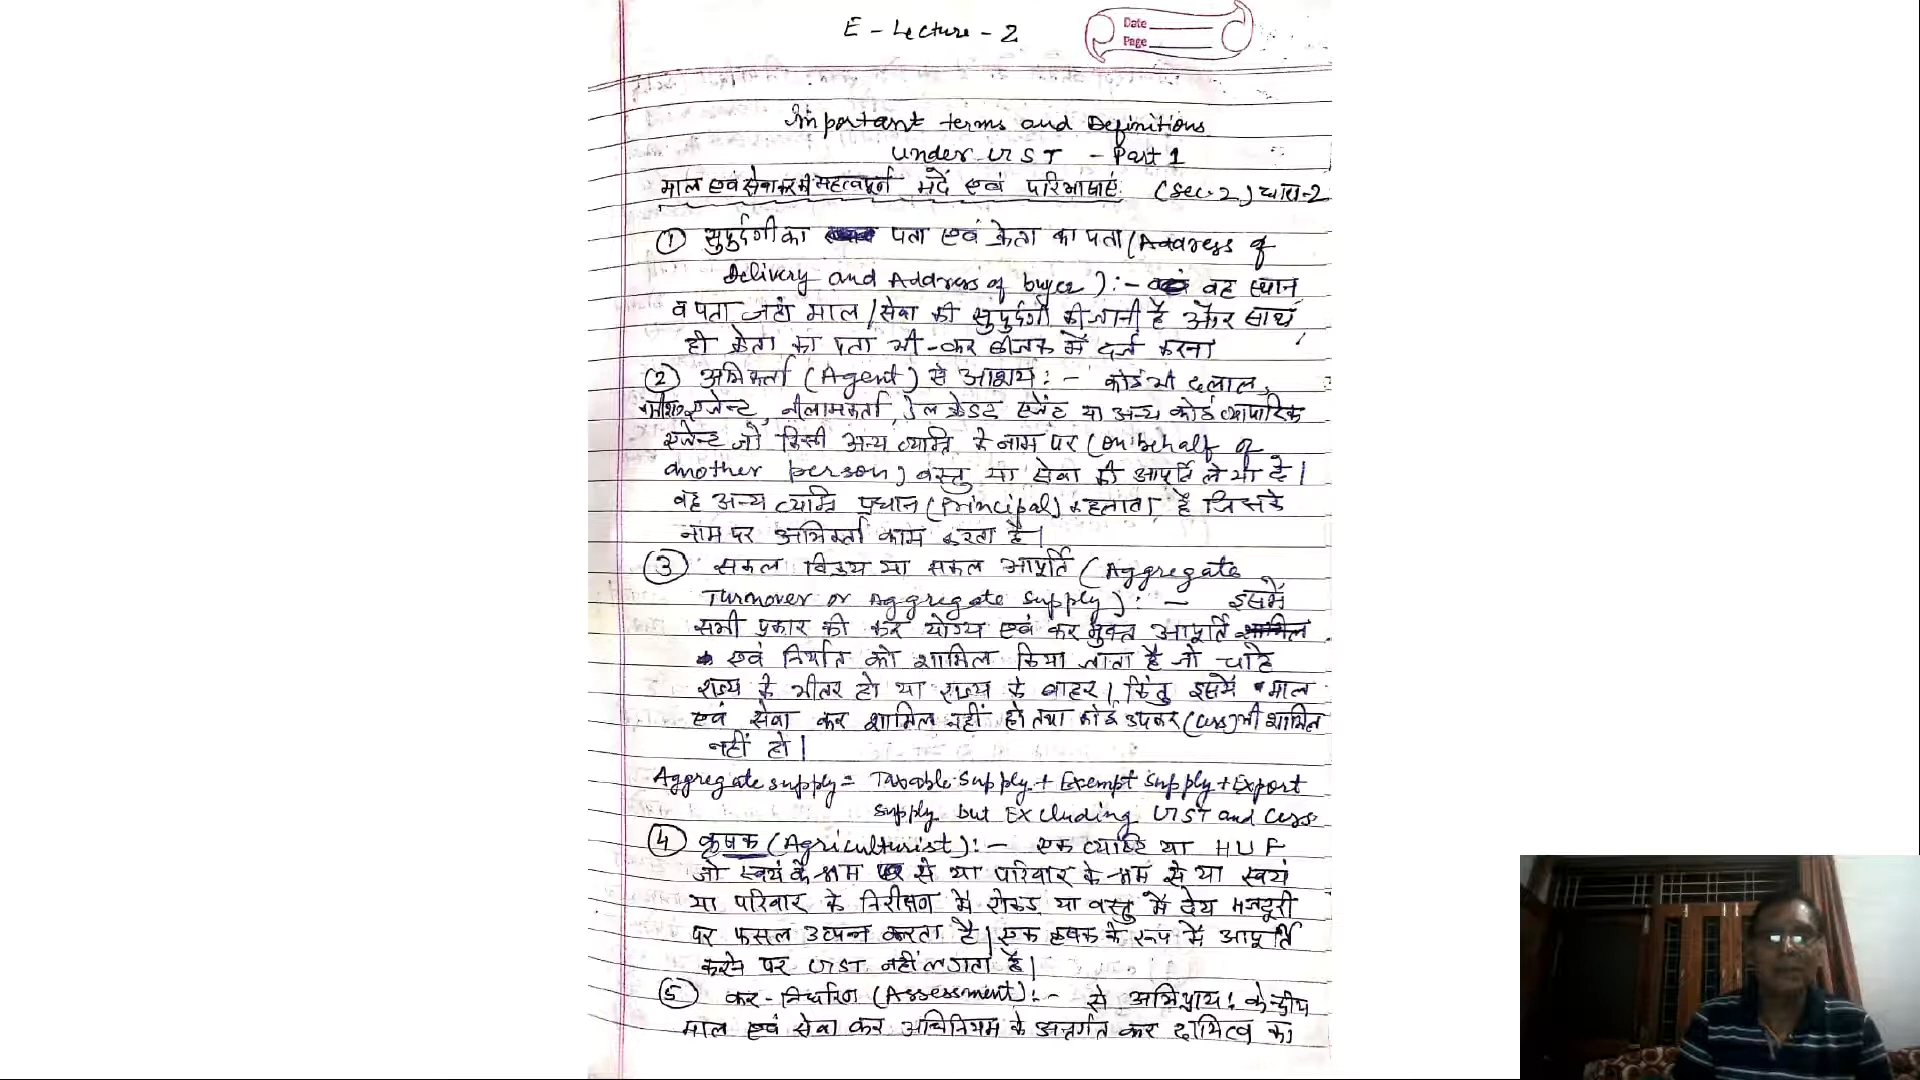 E - Lecture - 2
Date
Page
Important terms and Definitions
Under GST - Part 1
माल एवं सेवाकर में महत्वपूर्ण मदें एवं परिभाषाएं (Sec. 2) धारा-2
① सुपुर्दगी का पता एवं क्रेता का पता (Address of
Delivery and Address of buyer) :- वह स्थान
व पता जहां माल / सेवा की सुपुर्दगी की जानी है और साथ
ही क्रेता का पता भी कर बीजक में दर्ज करना
② अभिकर्ता (Agent) से आशय :- कोई भी दलाल,
एजेन्ट, नीलामकर्ता, एजेंट या अन्य कोई व्यापारिक
एजेन्ट जो किसी अन्य व्यक्ति के नाम पर (on behalf of
another person) वस्तु या सेवा की आपूर्ति ले या दे।
वह अन्य व्यक्ति प्रधान (Principal) कहलाता है जिसके
नाम पर अभिकर्ता काम करता है।
③ सकल विक्रय या सकल आपूर्ति (Aggregate
Turnover or Aggregate supply) :- इसमें
सभी प्रकार की कर योग्य एवं कर मुक्त आपूर्ति
एवं निर्यात को शामिल किया जाता है जो चाहे
राज्य के भीतर हो या राज्य के बाहर। किंतु इसमें माल
एवं सेवा कर शामिल नहीं हो तथा कोई उपकर (Cess) भी शामिल
नहीं हो।
Aggregate supply = Taxable supply + Exempt supply + Export
supply but Excluding GST and Cess
④ कृषक (Agriculturist) :- एक व्यक्ति या HUF
जो स्वयं के श्रम से या परिवार के श्रम से या स्वयं
या परिवार के निरीक्षण में रोकड़ या वस्तु में देय मजदूरी
पर फसल उत्पन्न करता है। एक कृषक के रूप में आपूर्ति
करने पर GST नहीं लगता है।
⑤ कर-निर्धारण (Assessment) :- से अभिप्राय : केन्द्रीय
माल एवं सेवा कर अधिनियम के अन्तर्गत कर दायित्व का